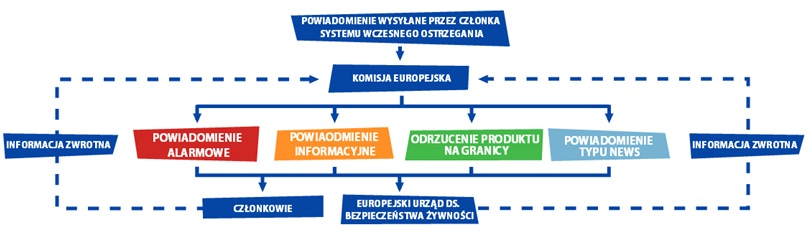 POWIADOMIENIE WYSYŁANE PRZEZ CZŁONKA
SYSTEMU WCZESNEGO OSTRZEGANIA
KOMISJA EUROPEJSKA
POWIADOMIENIE
ALARMOWE
POWIAODMIENIE
INFORMACYJNE
ODRZUCENIE PRODUKTU
NA GRANICY
POWIADOMIENIE
TYPU NEWS
INFORMACJA ZWROTNA
INFORMACJA ZWROTNA
CZŁONKOWIE
EUROPEJSKI URZĄD DS.
BEZPIECZEŃSTWA ŻYWNOŚCI